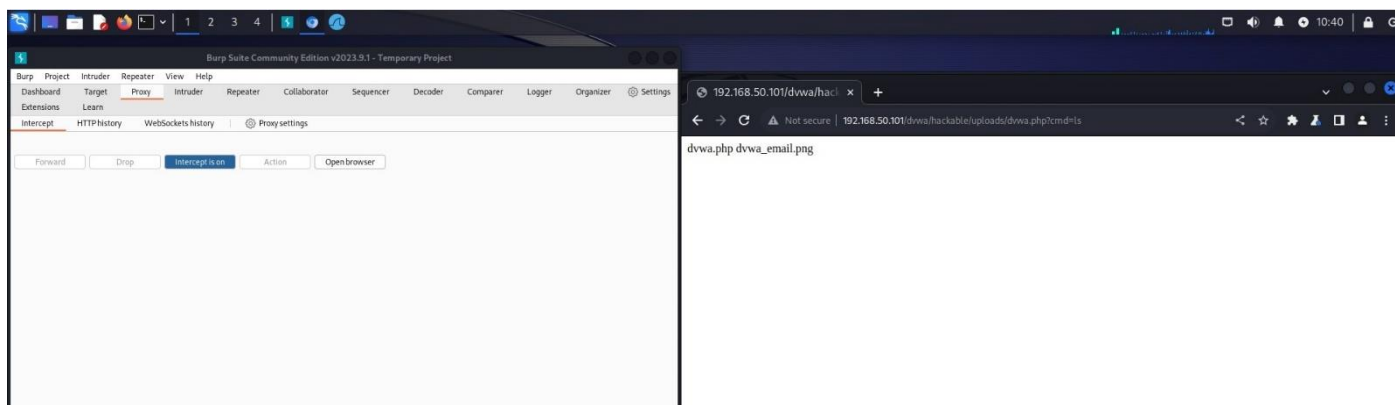 1 2 3 4
10:40
Burp Suite Community Edition v2023.9.1 - Temporary Project
Burp Project Intruder Repeater View Help
Dashboard Target Proxy Intruder Repeater Collaborator Sequencer Decoder Comparer Logger Organizer Settings
Extensions Learn
Intercept HTTP history WebSockets history Proxy settings
Forward Drop Intercept is on Action Open browser
192.168.50.101/dvwa/hack
Not secure 192.168.50.101/dvwa/hackable/uploads/dvwa.php?cmd=ls
dvwa.php dvwa_email.png